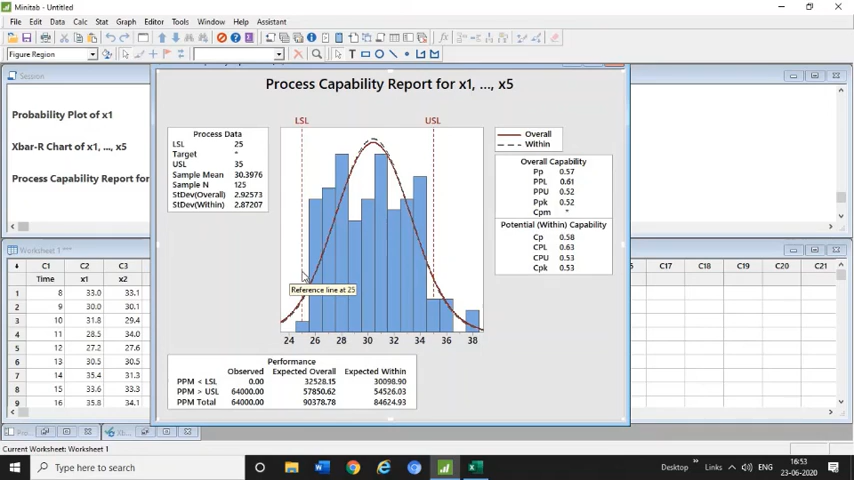 Minitab - Untitled
File Edit Data Calc Stat Graph Editor Tools Window Help Assistant
Figure Region
Session
Probability Plot of x1
Xbar-R Chart of x1, ..., x5
Process Capability Report for
Process Capability Report for x1, ..., x5
LSL USL
Process Data
LSL 25
Target *
USL 35
Sample Mean 30.3976
Sample N 125
StDev(Overall) 2.92573
StDev(Within) 2.87207
Overall
Within
Overall Capability
Pp 0.57
PPL 0.61
PPU 0.52
Ppk 0.52
Cpm *
Potential (Within) Capability
Cp 0.58
CPL 0.63
CPU 0.53
Cpk 0.53
Reference line at 25
24 26 28 30 32 34 36 38
Performance
Observed Expected Overall Expected Within
PPM < LSL 0.00 32528.15 30098.90
PPM > USL 64000.00 57850.62 54526.03
PPM Total 64000.00 90378.78 84624.93
Worksheet 1 ***
C1 C2 C3 C17 C18 C19 C20 C21
Time x1 x2
1 8 33.0 33.1
2 9 30.0 30.1
3 10 31.8 29.4
4 11 28.5 34.0
5 12 27.2 27.6
6 13 30.5 30.5
7 14 35.4 31.3
8 15 33.6 33.2
9 16 35.8 34.1
Current Worksheet: Worksheet 1
Type here to search
Desktop Links ENG
16:53
23-06-2020